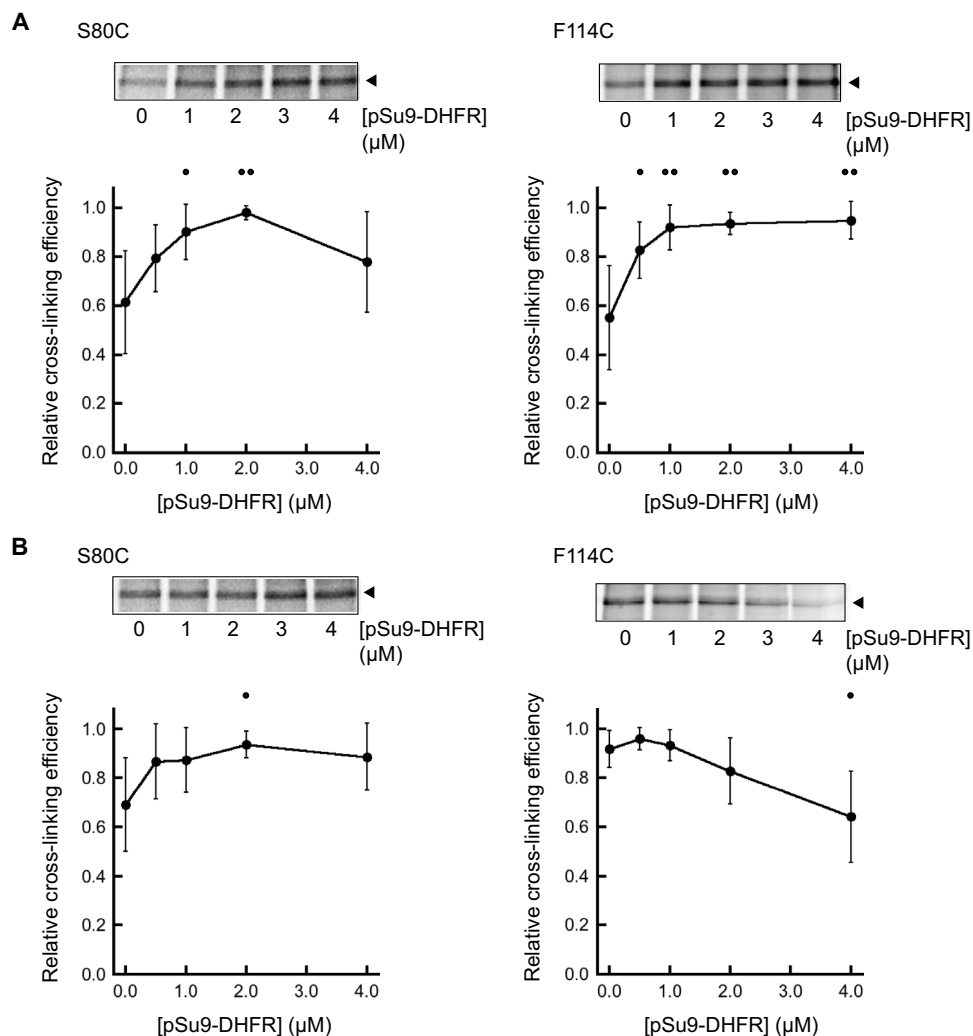 A
S80C
0 1 2 3 4 [pSu9-DHFR]
(µM)
F114C
0 1 2 3 4 [pSu9-DHFR]
(µM)
Relative cross-linking efficiency
1.0
0.8
0.6
0.4
0.2
0.0
0.0 1.0 2.0 3.0 4.0
[pSu9-DHFR] (µM)
Relative cross-linking efficiency
1.0
0.8
0.6
0.4
0.2
0.0
0.0 1.0 2.0 3.0 4.0
[pSu9-DHFR] (µM)
B
S80C
0 1 2 3 4 [pSu9-DHFR]
(µM)
F114C
0 1 2 3 4 [pSu9-DHFR]
(µM)
Relative cross-linking efficiency
1.0
0.8
0.6
0.4
0.2
0.0
0.0 1.0 2.0 3.0 4.0
[pSu9-DHFR] (µM)
Relative cross-linking efficiency
1.0
0.8
0.6
0.4
0.2
0.0
0.0 1.0 2.0 3.0 4.0
[pSu9-DHFR] (µM)